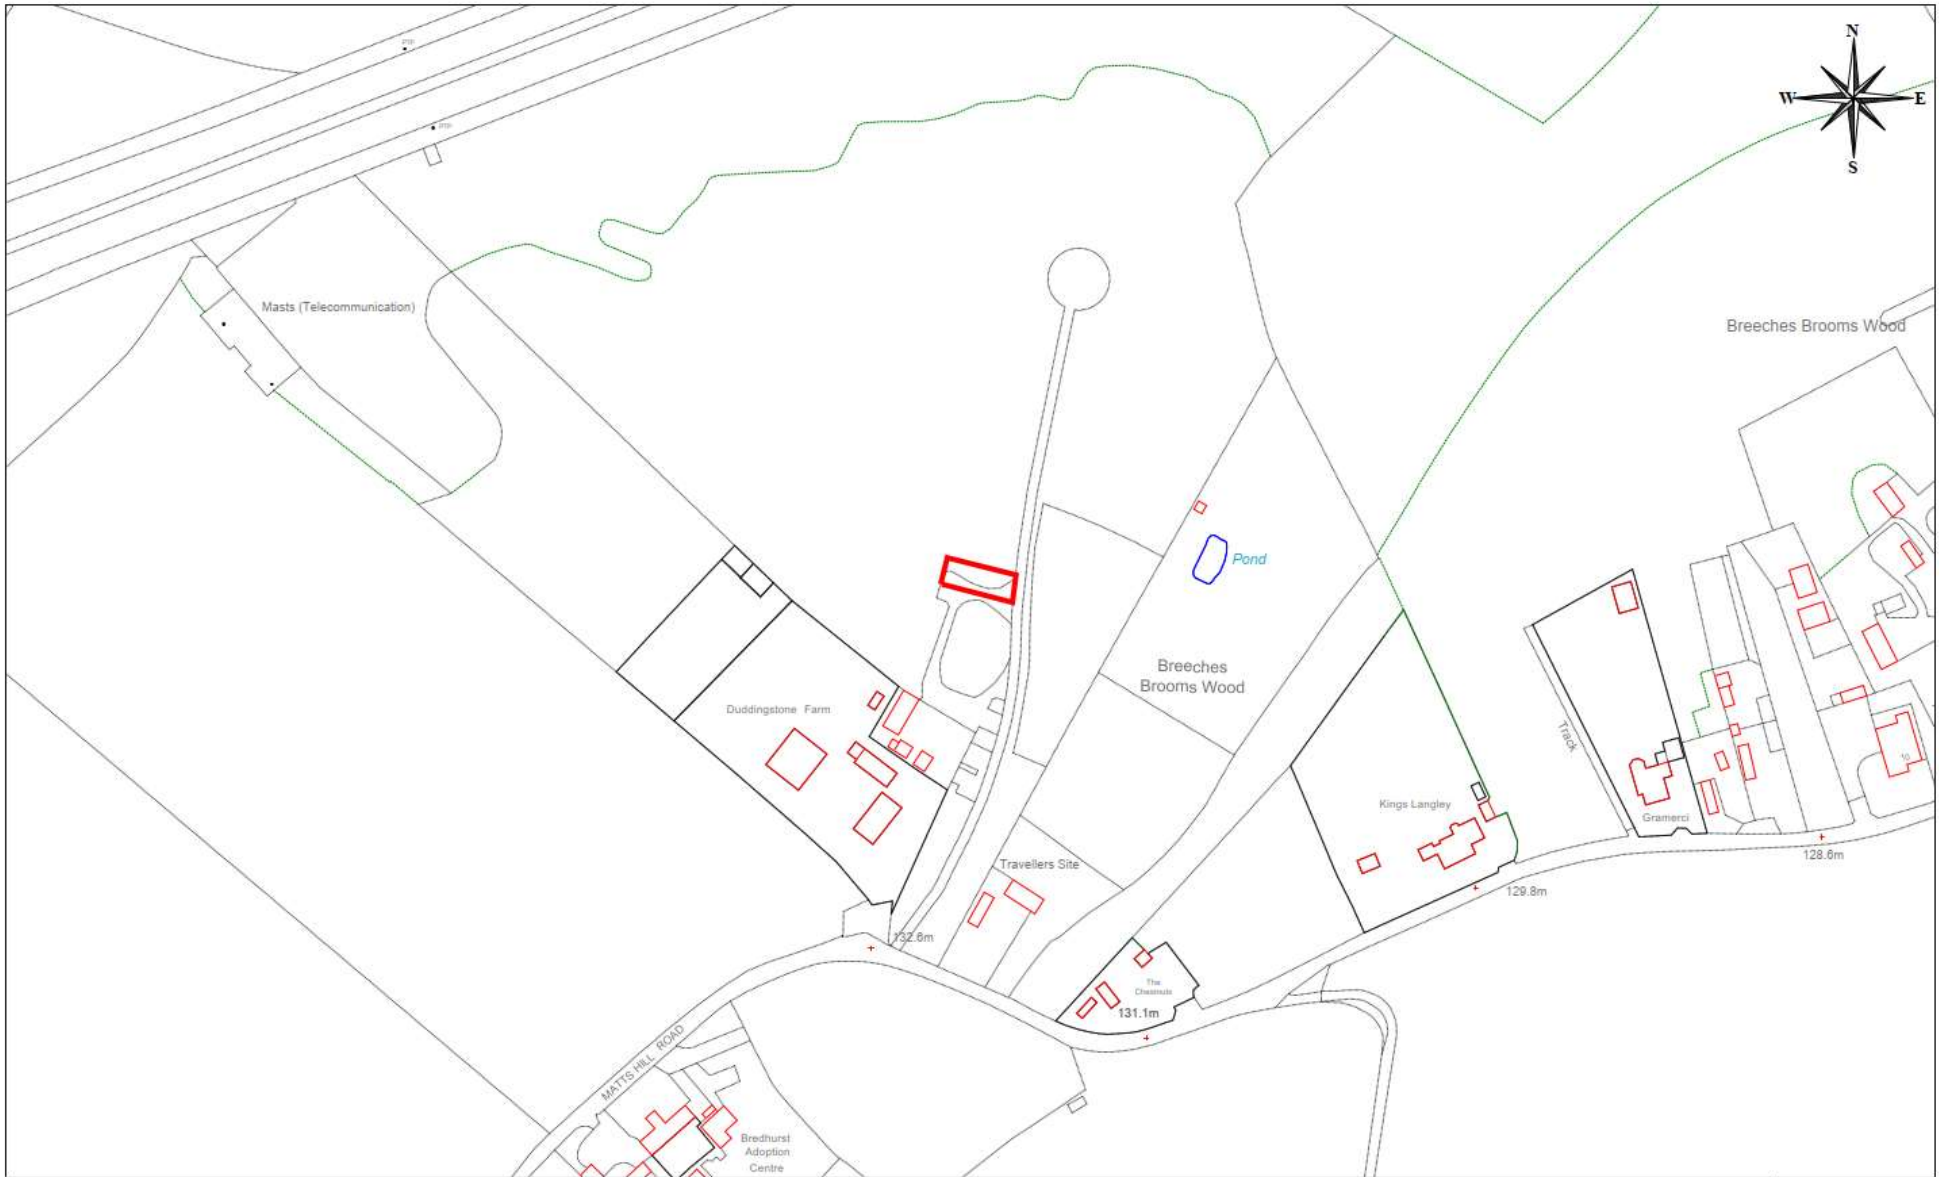 N
W
E
S
Masts (Telecommunication)
Breeches Brooms Wood
Pond
Breeches
Brooms Wood
Duddingstone Farm
Track
Kings Langley
Gramerci
128.6m
Travellers Site
129.8m
132.6m
The
Chestnuts
131.1m
MATTS HILL ROAD
Bredhurst
Adoption
Centre